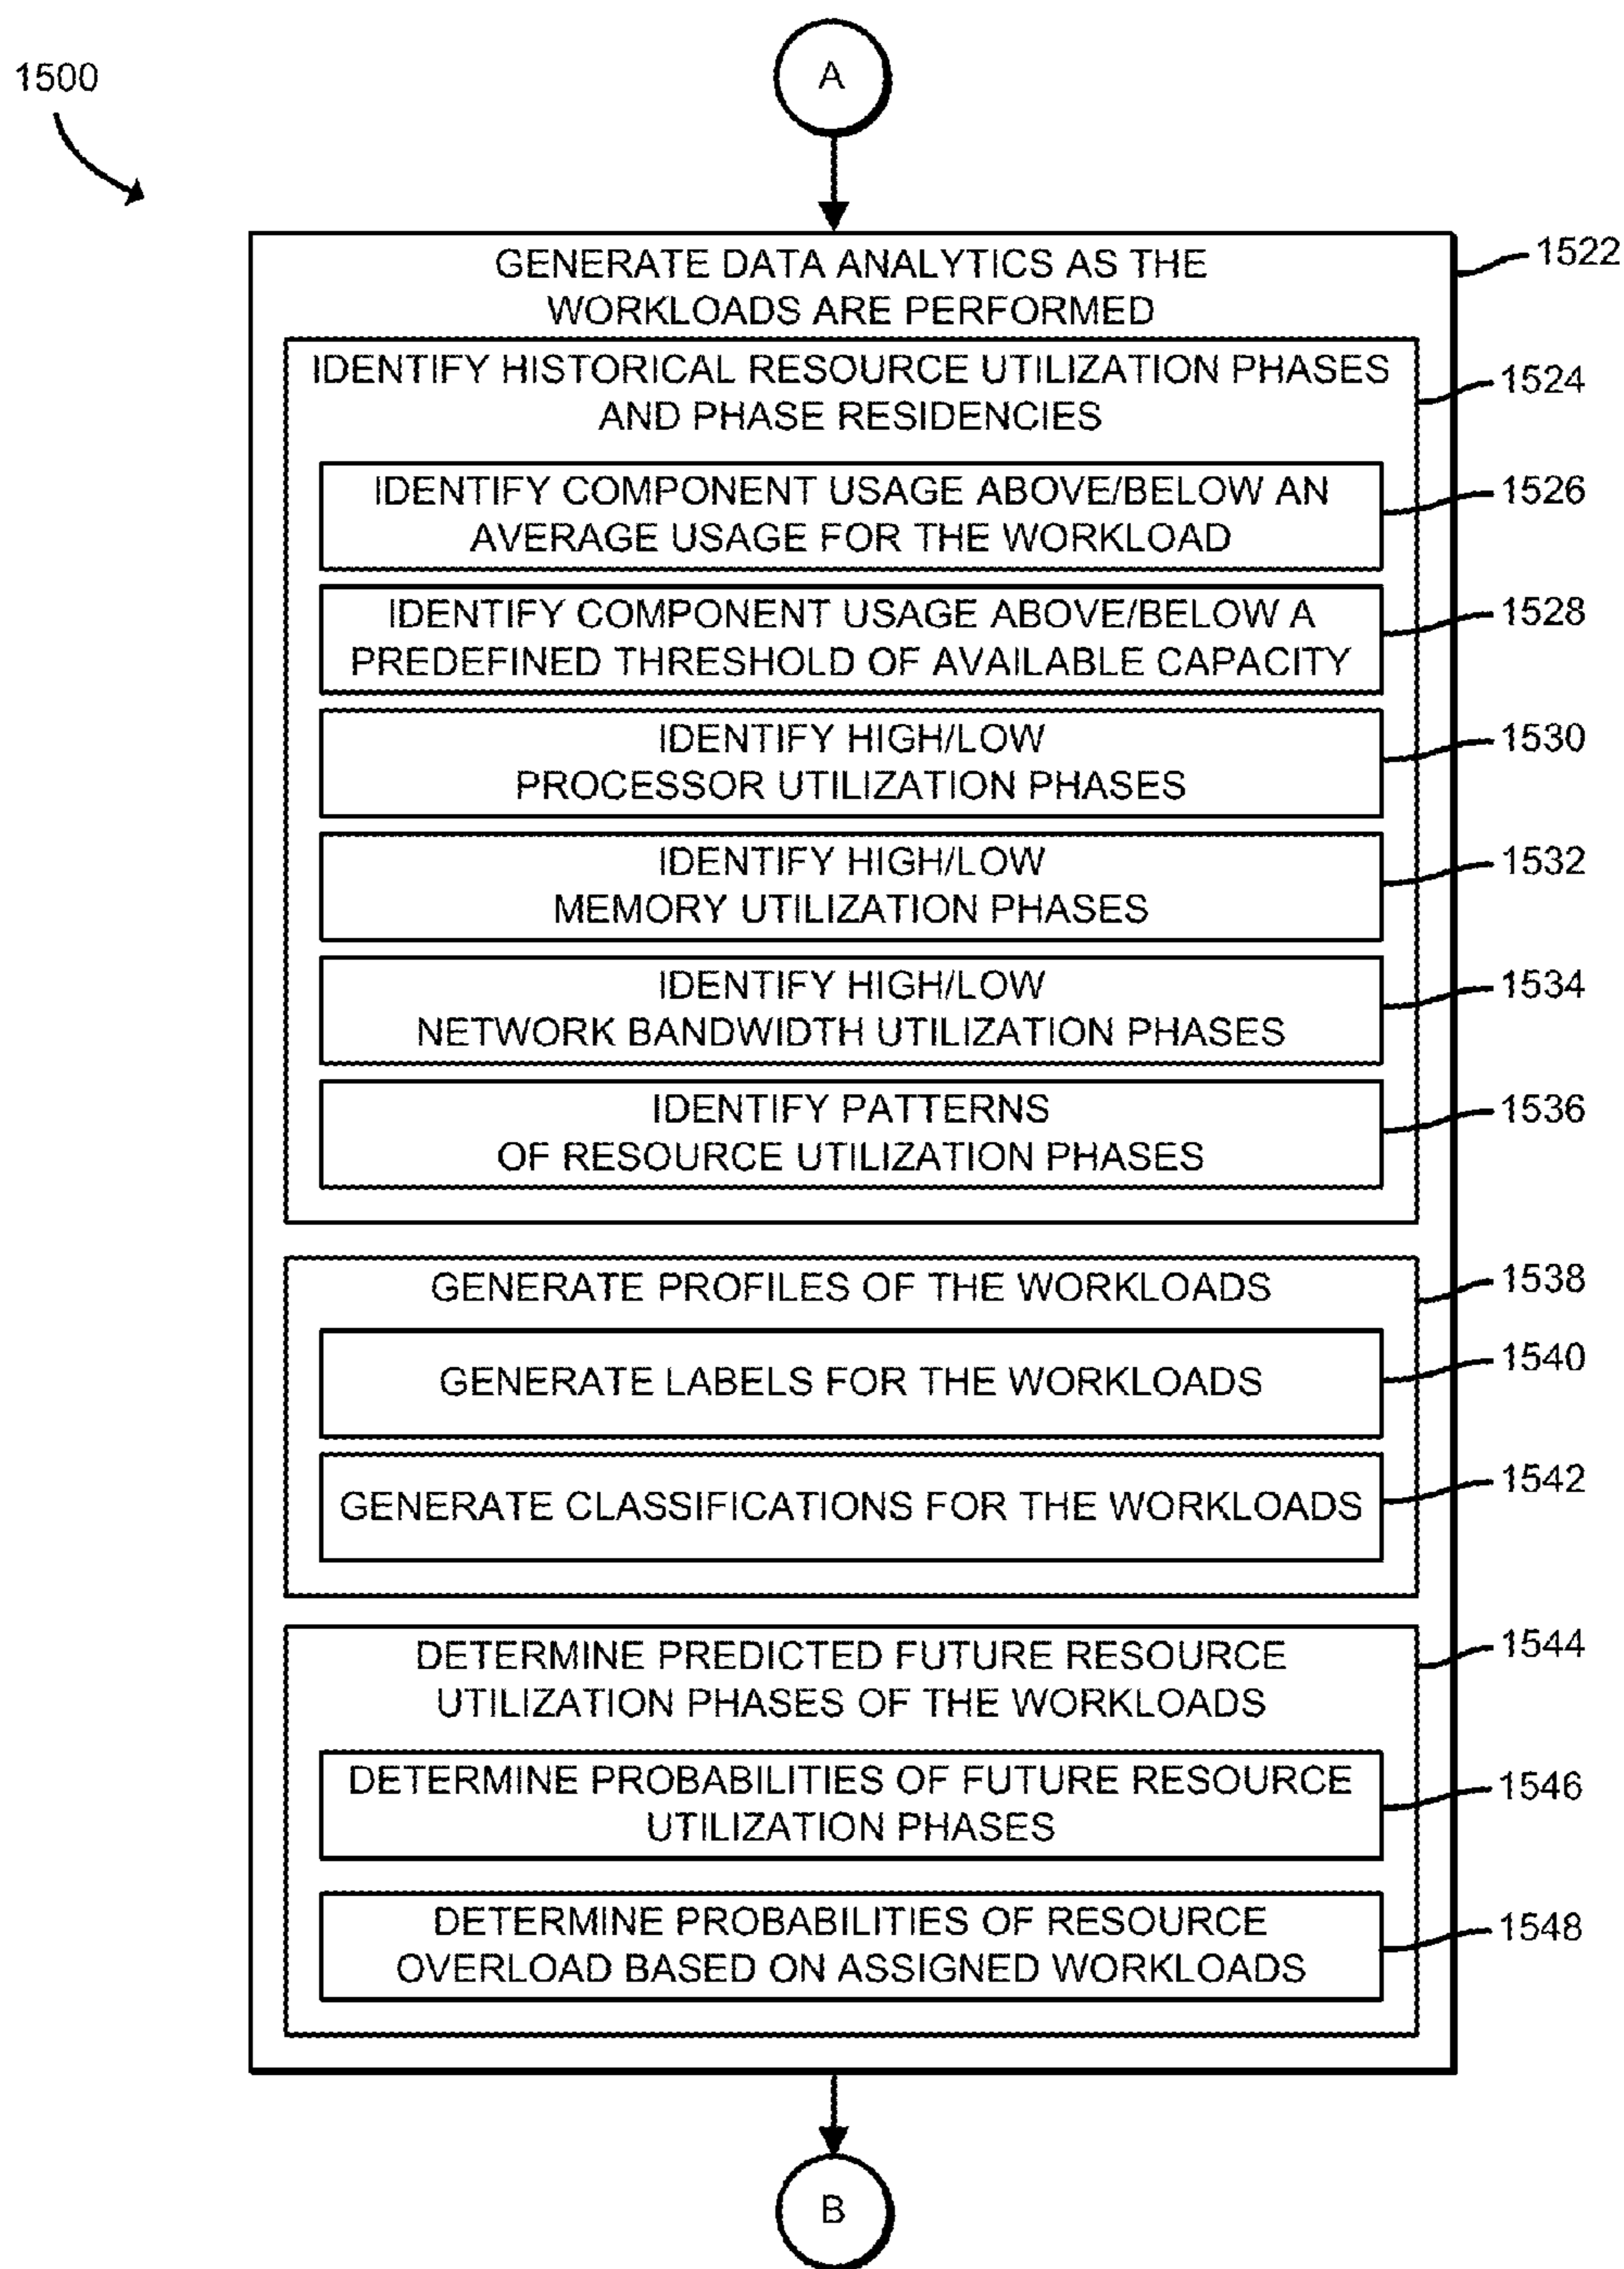 A
1500
GENERATE DATA ANALYTICS AS THE
WORKLOADS ARE PERFORMED
1522
IDENTIFY HISTORICAL RESOURCE UTILIZATION PHASES
AND PHASE RESIDENCIES
1524
IDENTIFY COMPONENT USAGE ABOVE/BELOW AN
AVERAGE USAGE FOR THE WORKLOAD
1526
IDENTIFY COMPONENT USAGE ABOVE/BELOW A
PREDEFINED THRESHOLD OF AVAILABLE CAPACITY
1528
IDENTIFY HIGH/LOW
PROCESSOR UTILIZATION PHASES
1530
IDENTIFY HIGH/LOW
MEMORY UTILIZATION PHASES
1532
IDENTIFY HIGH/LOW
NETWORK BANDWIDTH UTILIZATION PHASES
1534
IDENTIFY PATTERNS
OF RESOURCE UTILIZATION PHASES
1536
GENERATE PROFILES OF THE WORKLOADS
1538
GENERATE LABELS FOR THE WORKLOADS
1540
GENERATE CLASSIFICATIONS FOR THE WORKLOADS
1542
DETERMINE PREDICTED FUTURE RESOURCE
UTILIZATION PHASES OF THE WORKLOADS
1544
DETERMINE PROBABILITIES OF FUTURE RESOURCE
UTILIZATION PHASES
1546
DETERMINE PROBABILITIES OF RESOURCE
OVERLOAD BASED ON ASSIGNED WORKLOADS
1548
B